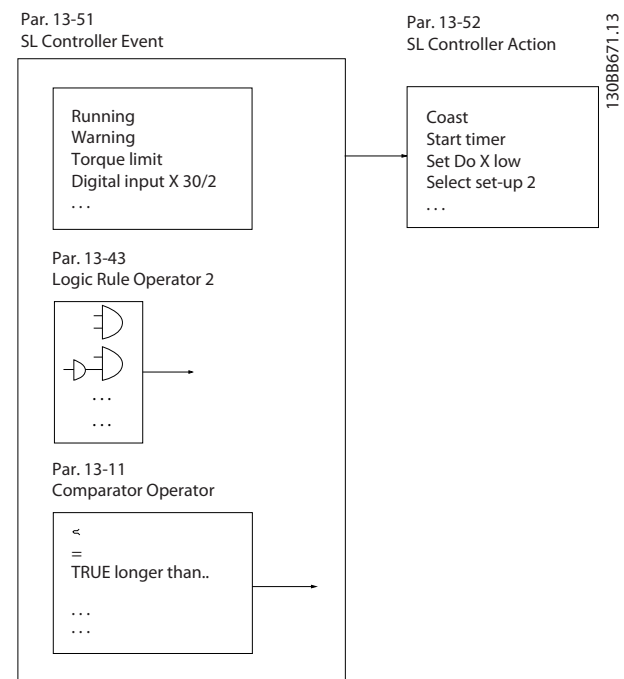 Par. 13-51
SL Controller Event
Par. 13-52
SL Controller Action
130BB671.13
Running
Warning
Torque limit
Digital input X 30/2
. . .
Coast
Start timer
Set Do X low
Select set-up 2
. . .
Par. 13-43
Logic Rule Operator 2
. . .
. . .
Par. 13-11
Comparator Operator
<
=
TRUE longer than..
. . .
. . .